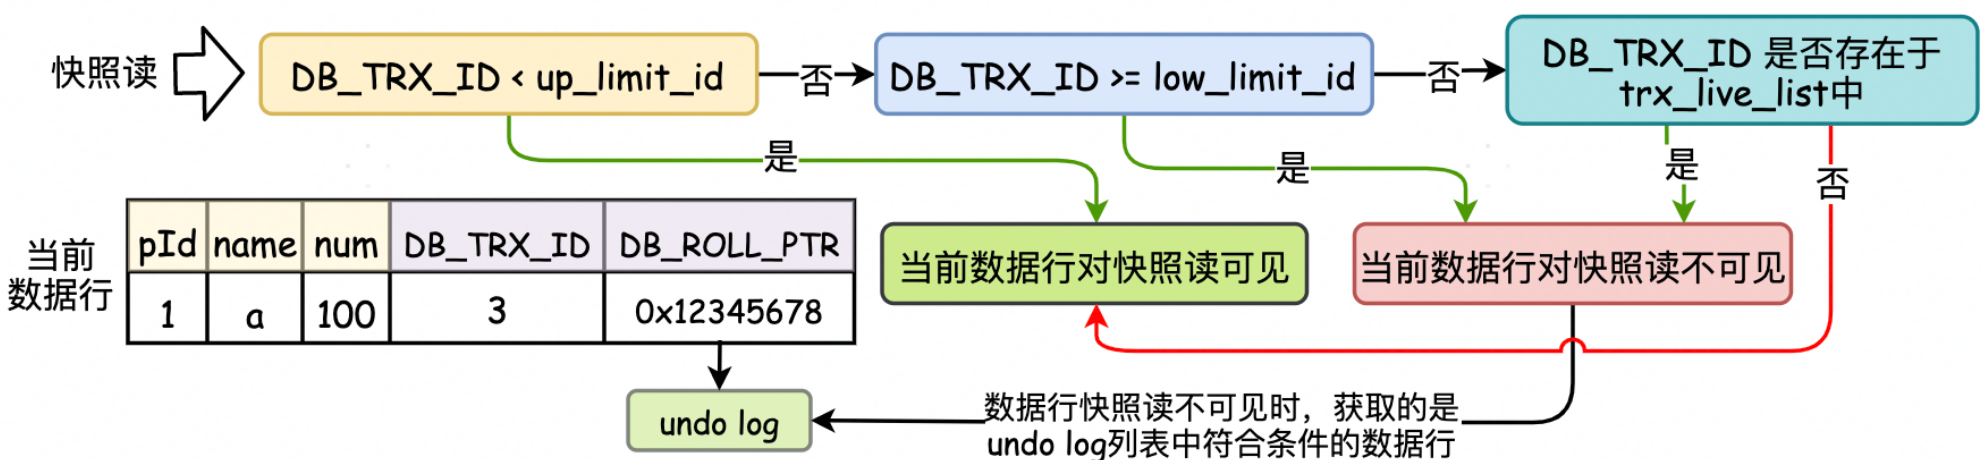 快照读
DB_TRX_ID < up_limit_id
否
DB_TRX_ID >= low_limit_id
否
DB_TRX_ID 是否存在于
trx_live_list中
是
是
是
否
当前
数据行
pId name num DB_TRX_ID DB_ROLL_PTR
1 a 100 3 0x12345678
当前数据行对快照读可见
当前数据行对快照读不可见
undo log
数据行快照读不可见时，获取的是
undo log列表中符合条件的数据行